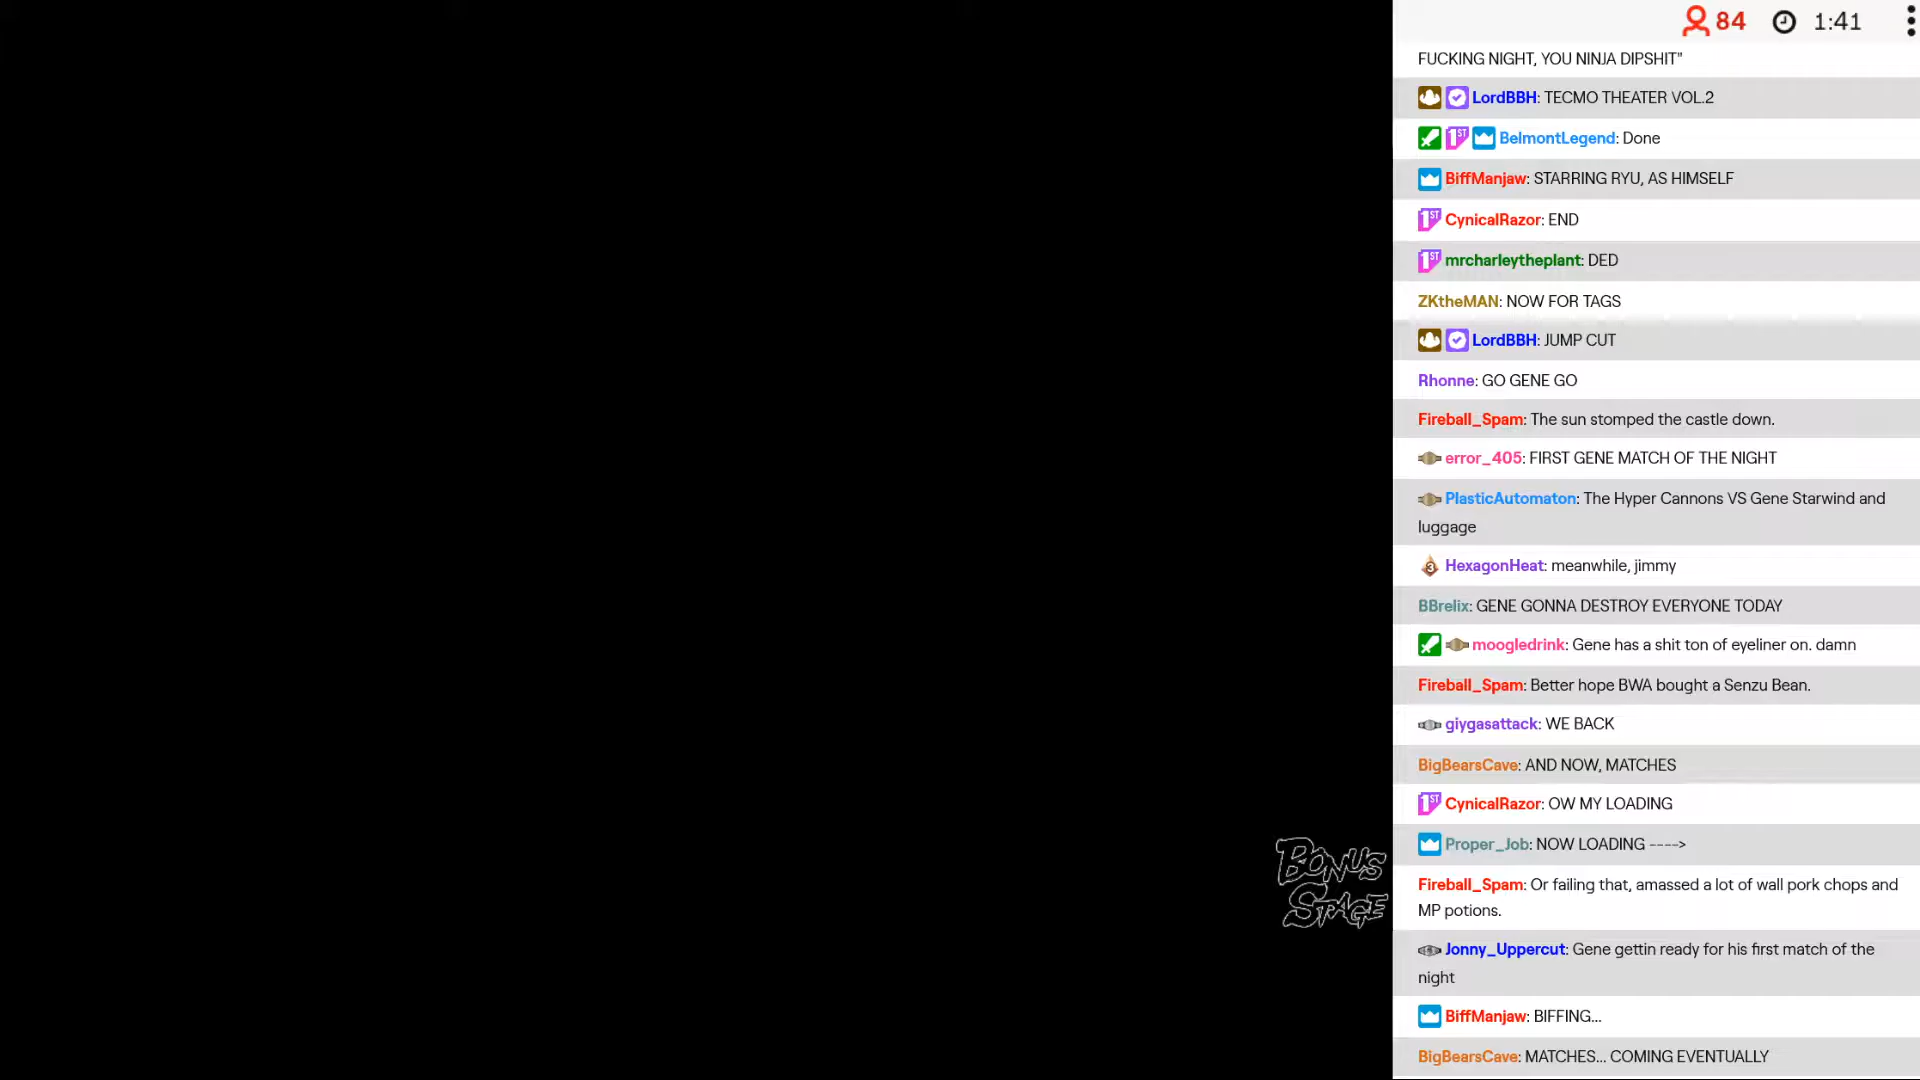 84 1:41
FUCKING NIGHT, YOU NINJA DIPSHIT"
LordBBH: TECMO THEATER VOL.2
1ST BelmontLegend: Done
BiffManjaw: STARRING RYU, AS HIMSELF
1ST CynicalRazor: END
1ST mrcharleytheplant: DED
ZKtheMAN: NOW FOR TAGS
LordBBH: JUMP CUT
Rhonne: GO GENE GO
Fireball_Spam: The sun stomped the castle down.
error_405: FIRST GENE MATCH OF THE NIGHT
PlasticAutomaton: The Hyper Cannons VS Gene Starwind and
luggage
3 HexagonHeat: meanwhile, jimmy
BBrelix: GENE GONNA DESTROY EVERYONE TODAY
moogledrink: Gene has a shit ton of eyeliner on. damn
Fireball_Spam: Better hope BWA bought a Senzu Bean.
giygasattack: WE BACK
BigBearsCave: AND NOW, MATCHES
1ST CynicalRazor: OW MY LOADING
Proper_Job: NOW LOADING ---->
Fireball_Spam: Or failing that, amassed a lot of wall pork chops and
MP potions.
Jonny_Uppercut: Gene gettin ready for his first match of the
night
BiffManjaw: BIFFING...
BigBearsCave: MATCHES... COMING EVENTUALLY
BONUS
STAGE